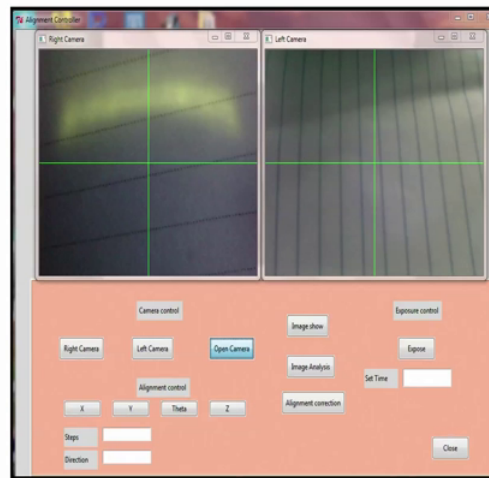 Alignment Controller
Right Camera
Left Camera
Camera control
Exposure control
Image show
Right Camera
Left Camera
Open Camera
Expose
Image Analysis
Set Time
Alignment control
Alignment correction
X
Y
Theta
Z
Steps
Direction
Close